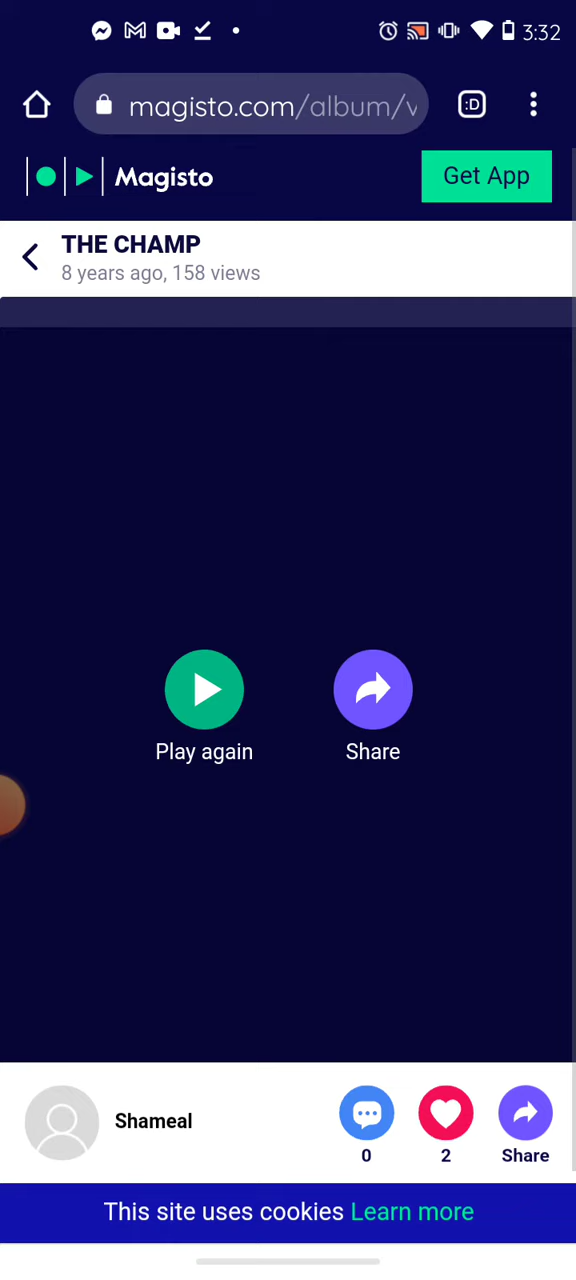 3:32
magisto.com/album/v
:D
Magisto
Get App
THE CHAMP
8 years ago, 158 views
Play again
Share
Shameal
0
2
Share
This site uses cookies Learn more